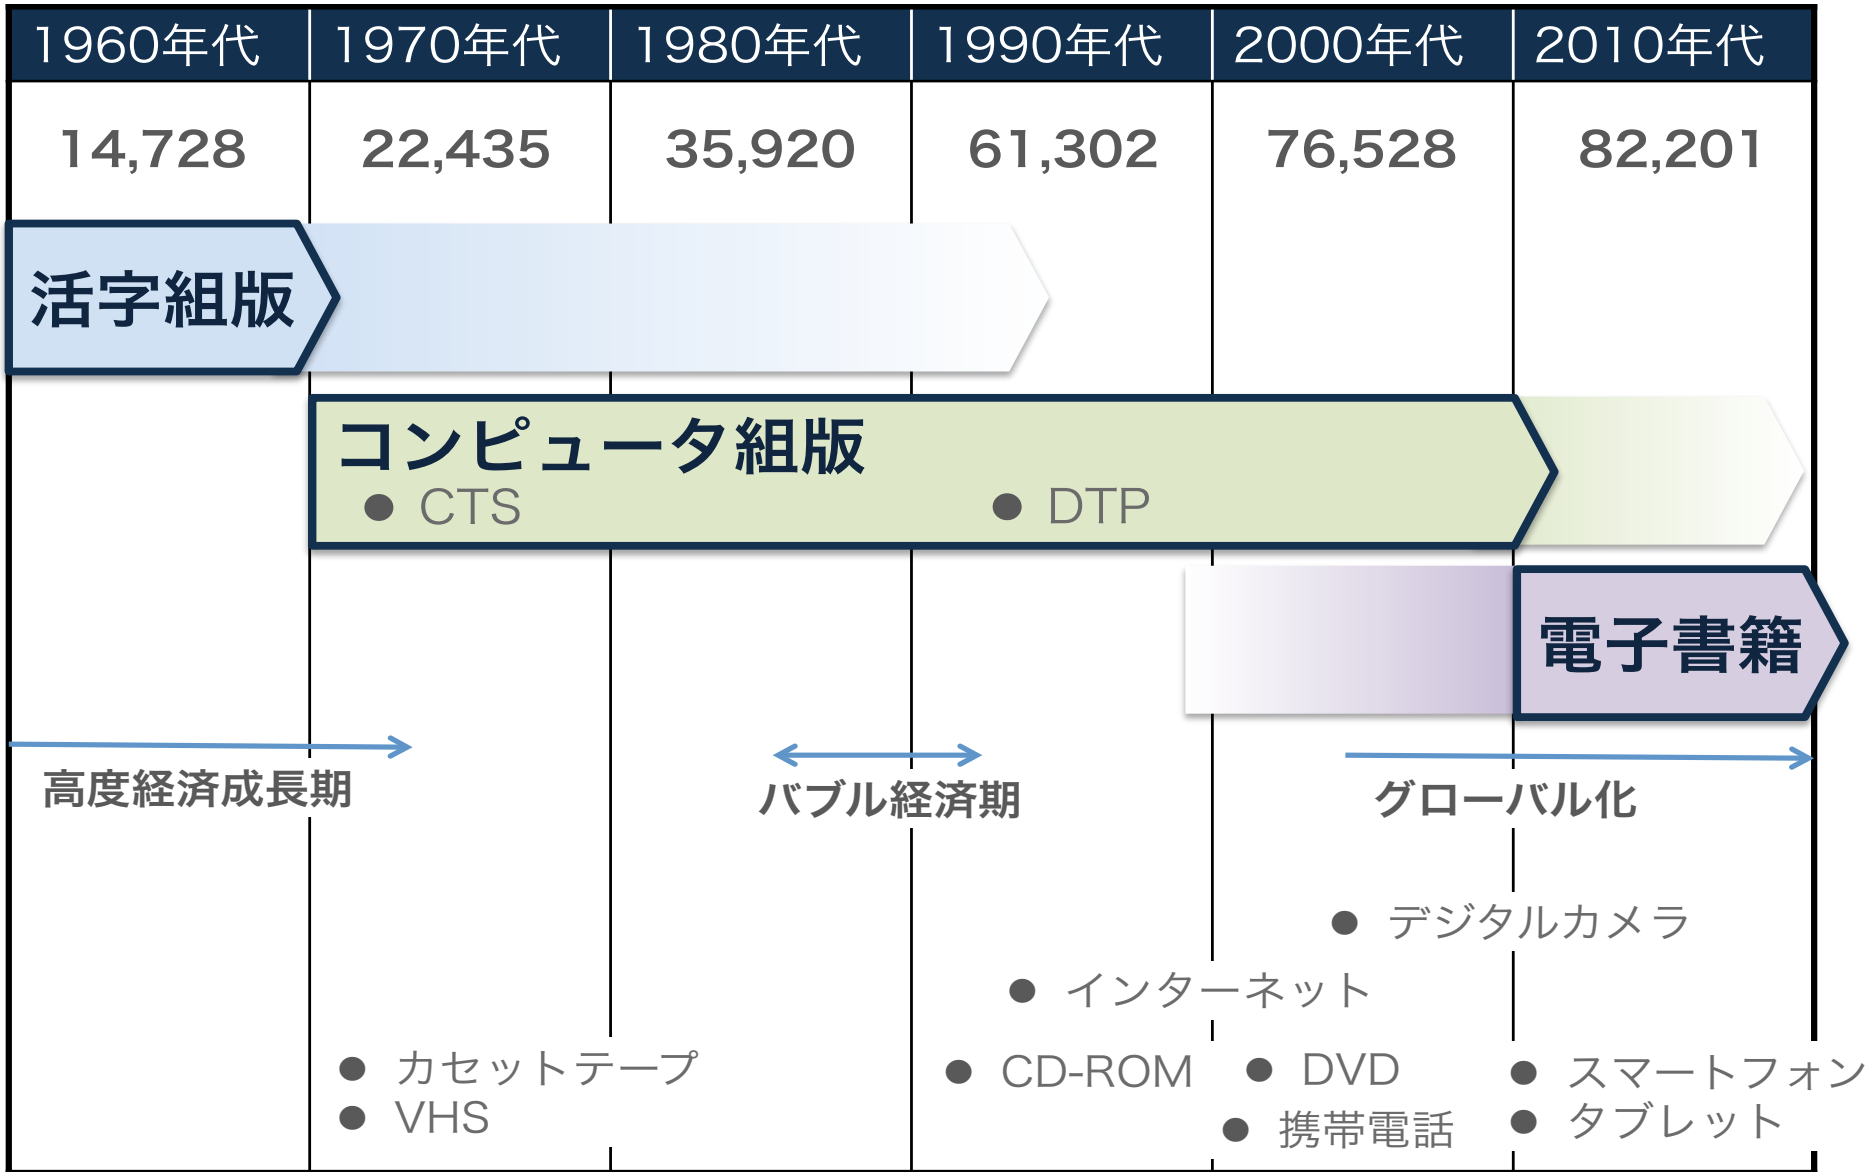 1960年代 1970年代 1980年代 1990年代 2000年代 2010年代
14,728 22,435 35,920 61,302 76,528 82,201
活字組版
コンピュータ組版
● CTS ● DTP
電子書籍
高度経済成長期 バブル経済期 グローバル化
● デジタルカメラ
● インターネット
● カセットテープ ● CD-ROM ● DVD ● スマートフォン
● VHS ● 携帯電話 ● タブレット